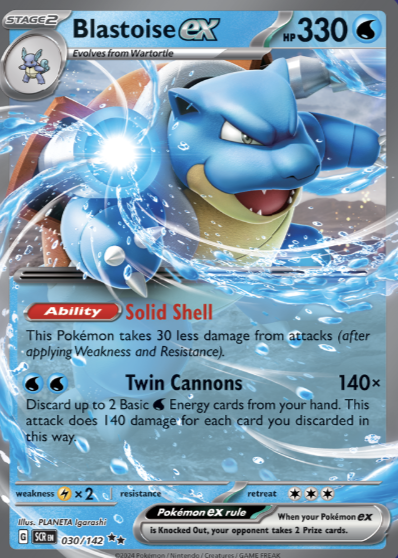 STAGE2 Blastoise ex HP 330
Evolves from Wartortle
Ability Solid Shell
This Pokémon takes 30 less damage from attacks (after
applying Weakness and Resistance).
Twin Cannons 140×
Discard up to 2 Basic Energy cards from your hand. This
attack does 140 damage for each card you discarded in
this way.
weakness ×2 resistance retreat
Illus. PLANETA Igarashi
Pokémon ex rule When your Pokémon ex
is Knocked Out, your opponent takes 2 Prize cards.
G SCR EN 030/142
©2024 Pokémon / Nintendo / Creatures / GAME FREAK